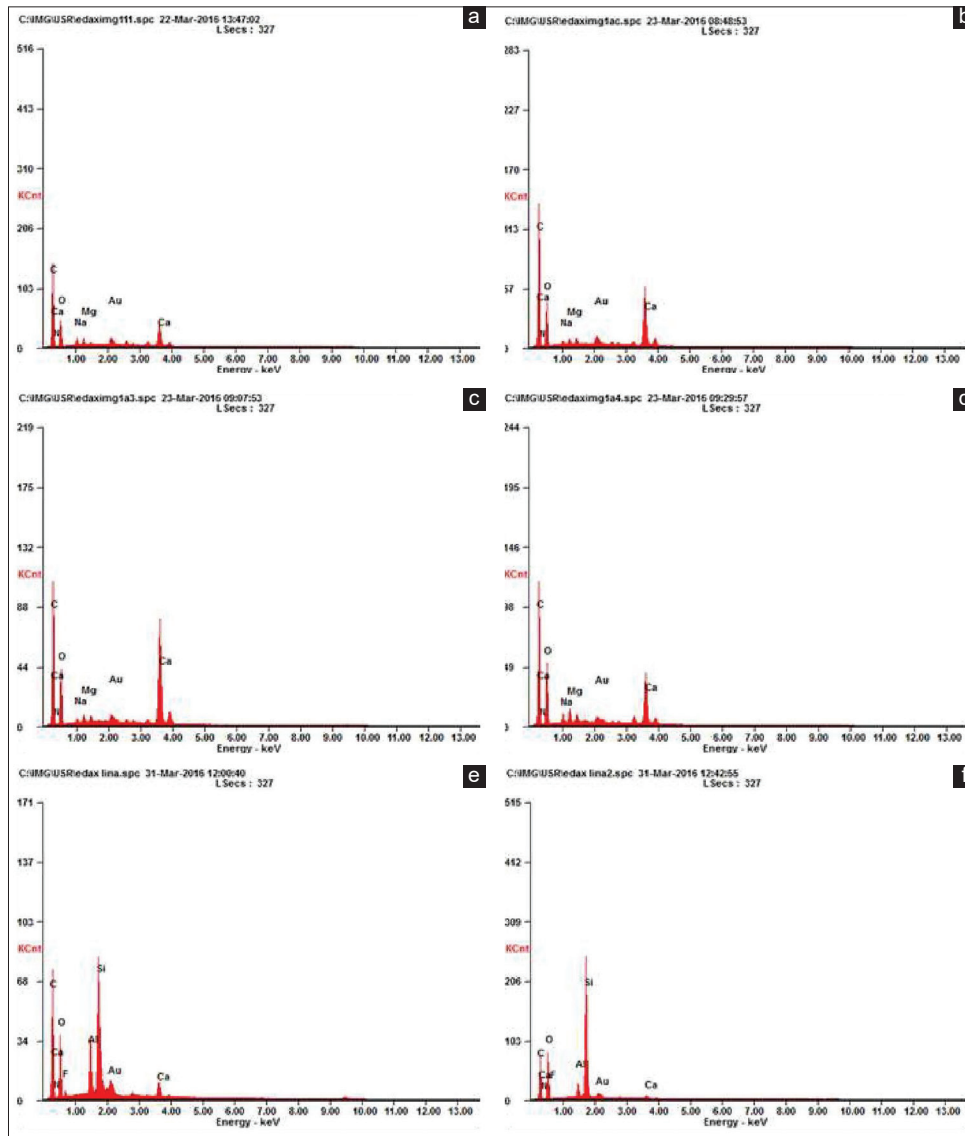 C:\IMG\USR\edaximg111.spc 22-Mar-2016 13:47:02
LSecs : 327
a
516
413
310
KCnt
206
103
0
C
O
Ca
N
Na
Mg
Au
Ca
1.00 2.00 3.00 4.00 5.00 6.00 7.00 8.00 9.00 10.00 11.00 12.00 13.00
Energy - keV
C:\IMG\USR\edaximg1ac.spc 23-Mar-2016 08:48:53
LSecs : 327
b
283
227
170
KCnt
113
57
C
O
Ca
N
Na
Mg
Au
Ca
1.00 2.00 3.00 4.00 5.00 6.00 7.00 8.00 9.00 10.00 11.00 12.00 13.00
Energy - keV
C:\IMG\USR\edaximg1a3.spc 23-Mar-2016 09:07:53
LSecs : 327
c
219
175
132
KCnt
88
44
0
C
O
Ca
N
Na
Mg
Au
Ca
1.00 2.00 3.00 4.00 5.00 6.00 7.00 8.00 9.00 10.00 11.00 12.00 13.00
Energy - keV
C:\IMG\USR\edaximg1a4.spc 23-Mar-2016 09:29:57
LSecs : 327
d
244
195
146
KCnt
98
49
C
O
Ca
N
Na
Mg
Au
Ca
1.00 2.00 3.00 4.00 5.00 6.00 7.00 8.00 9.00 10.00 11.00 12.00 13.00
Energy - keV
C:\IMG\USR\edax lina.spc 31-Mar-2016 12:00:40
LSecs : 327
e
171
137
103
KCnt
68
34
0
C
O
Ca
N
F
Al
Si
Au
Ca
1.00 2.00 3.00 4.00 5.00 6.00 7.00 8.00 9.00 10.00 11.00 12.00 13.00
Energy - keV
C:\IMG\USR\edax lina2.spc 31-Mar-2016 12:42:55
LSecs : 327
f
515
412
309
KCnt
206
103
0
C
O
Ca
N
F
Al
Si
Au
Ca
1.00 2.00 3.00 4.00 5.00 6.00 7.00 8.00 9.00 10.00 11.00 12.00 13.00
Energy - keV